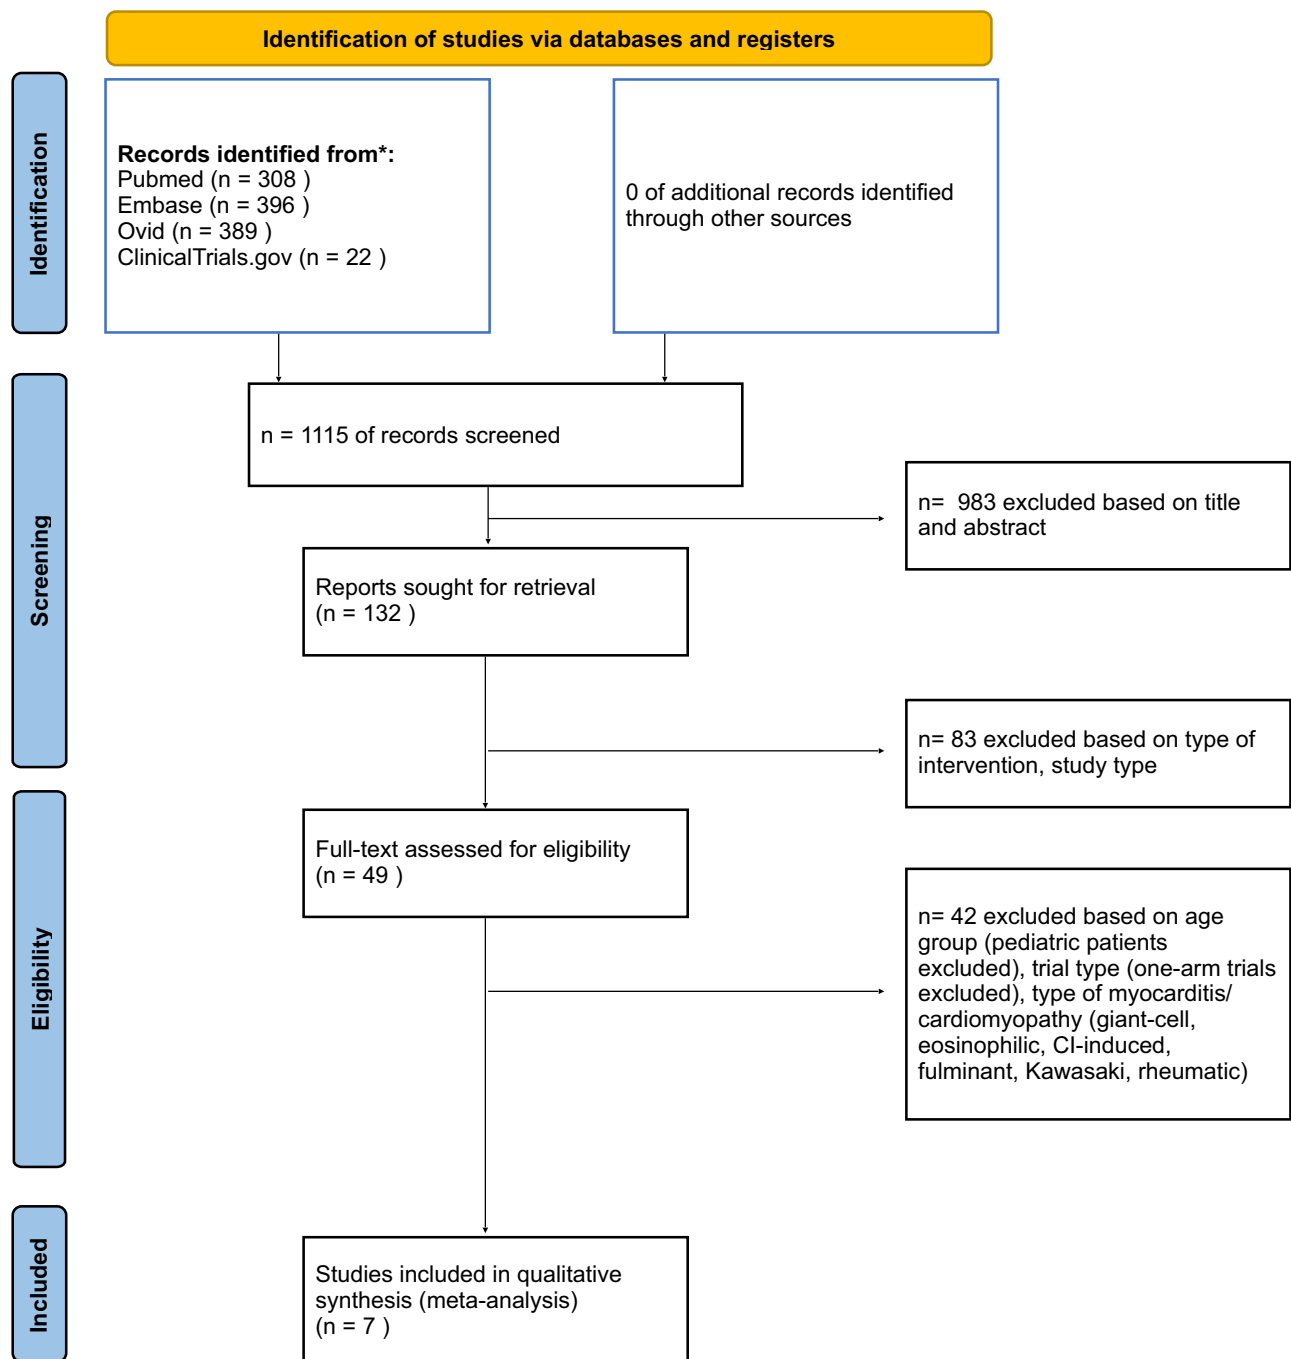 Identification of studies via databases and registers
Identification
Records identified from*:
Pubmed (n = 308 )
Embase (n = 396 )
Ovid (n = 389 )
ClinicalTrials.gov (n = 22 )
0 of additional records identified
through other sources
Screening
n = 1115 of records screened
n=  983 excluded based on title
and abstract
Reports sought for retrieval
(n = 132 )
n= 83 excluded based on type of
intervention, study type
Eligibility
Full-text assessed for eligibility
(n = 49 )
n= 42 excluded based on age
group (pediatric patients
excluded), trial type (one-arm trials
excluded), type of myocarditis/
cardiomyopathy (giant-cell,
eosinophilic, CI-induced,
fulminant, Kawasaki, rheumatic)
Included
Studies included in qualitative
synthesis (meta-analysis)
(n = 7 )